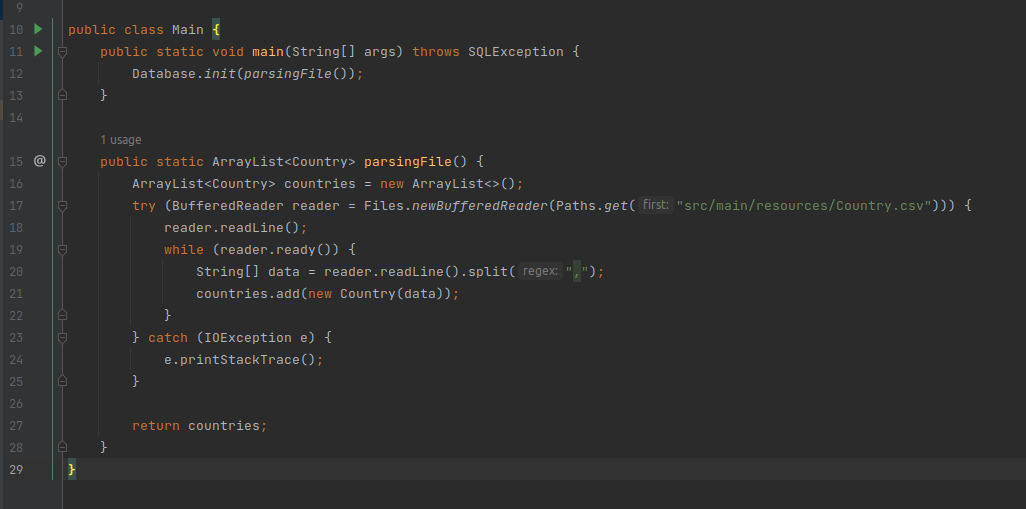 9
10 public class Main {
11     public static void main(String[] args) throws SQLException {
12         Database.init(parsingFile());
13     }
14
1 usage
15 @     public static ArrayList<Country> parsingFile() {
16         ArrayList<Country> countries = new ArrayList<>();
17         try (BufferedReader reader = Files.newBufferedReader(Paths.get( first: "src/main/resources/Country.csv"))) {
18             reader.readLine();
19             while (reader.ready()) {
20                 String[] data = reader.readLine().split( regex: ",");
21                 countries.add(new Country(data));
22             }
23         } catch (IOException e) {
24             e.printStackTrace();
25         }
26
27         return countries;
28     }
29 }